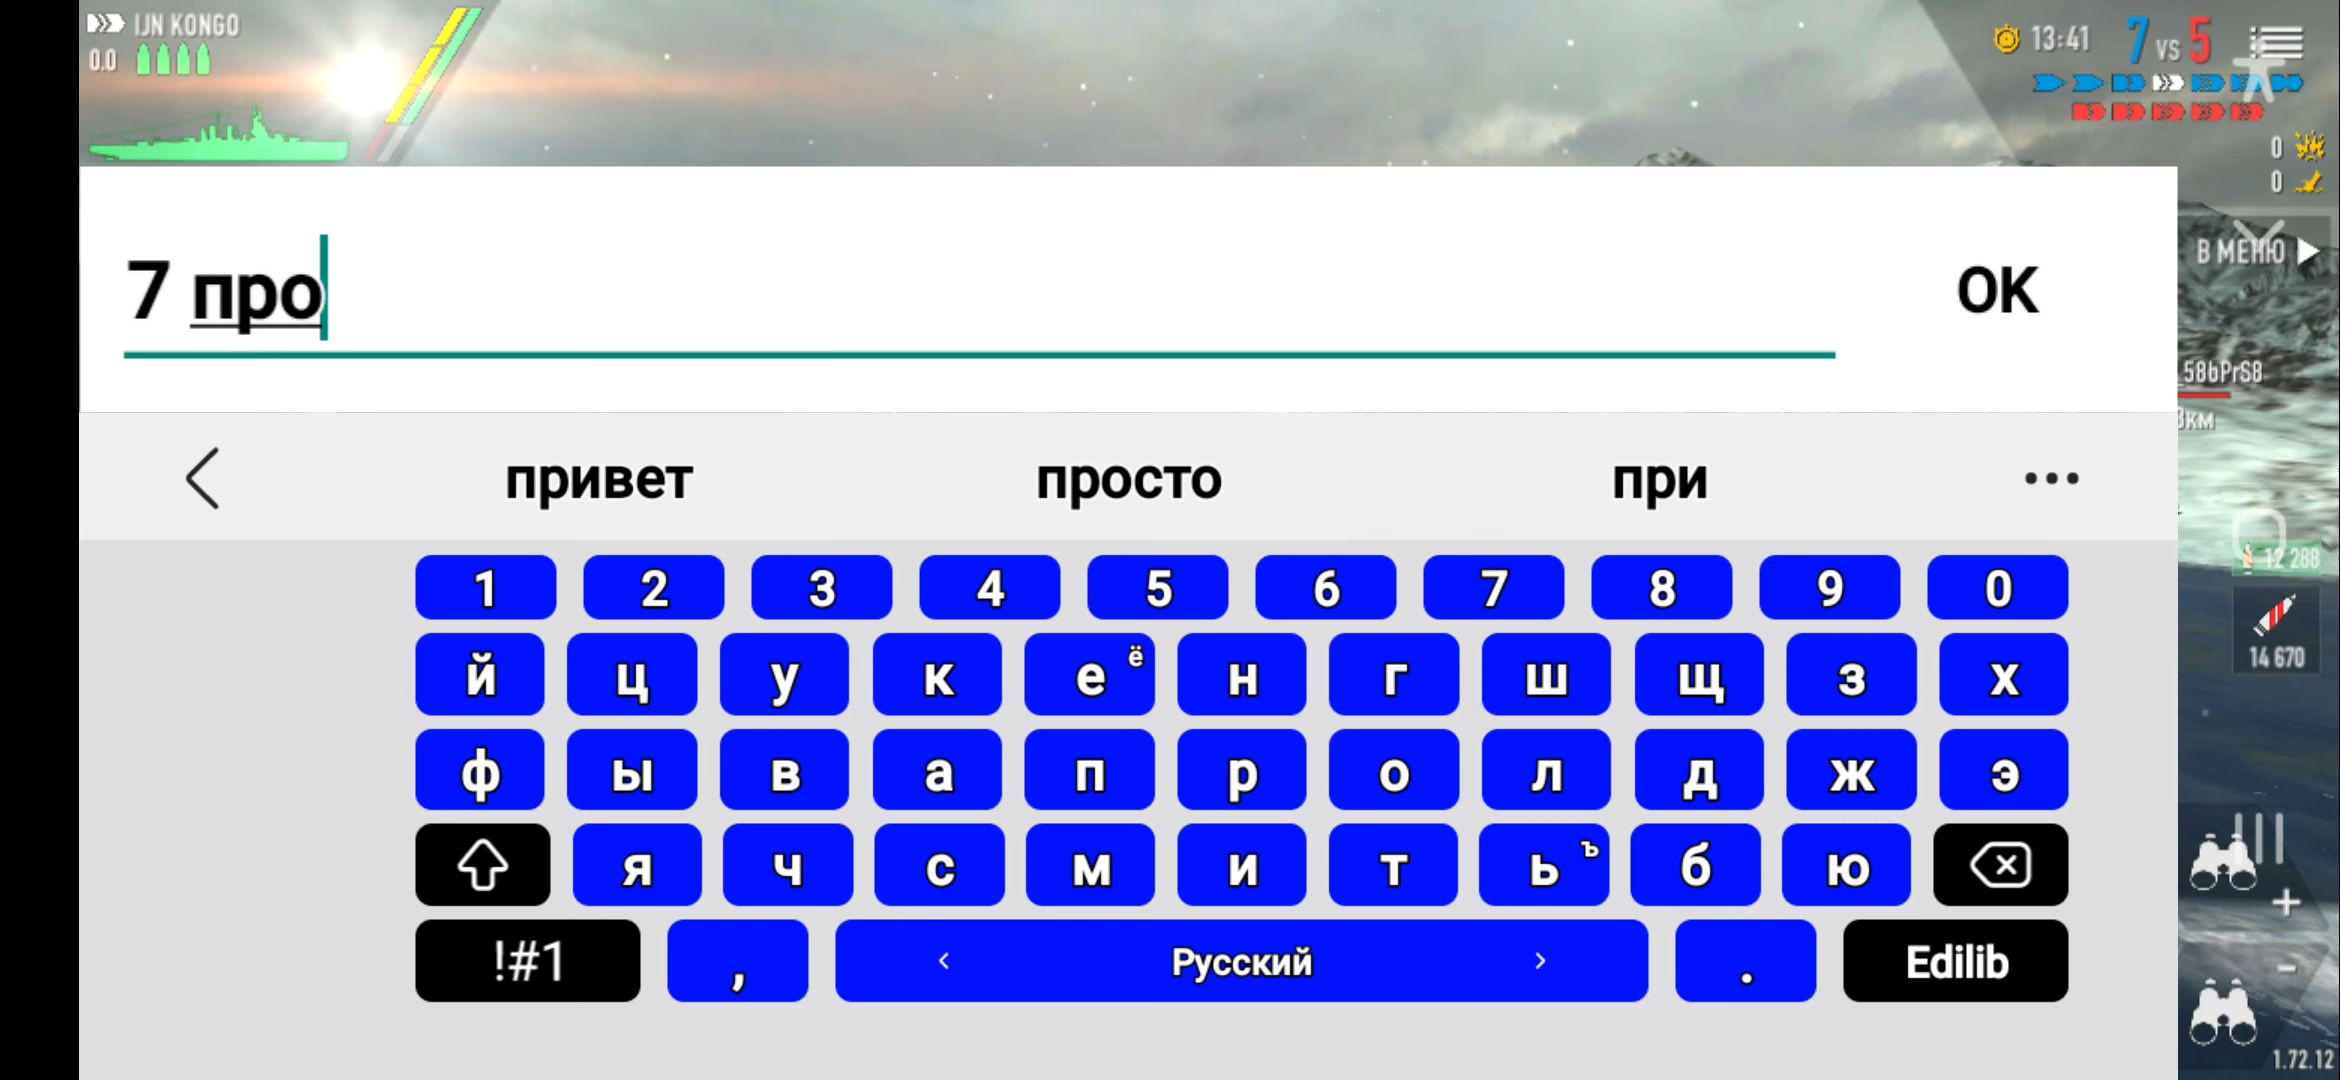 IJN KONGO
0.0
13:41 7 VS 5
0
0
В МЕНЮ
7 про
OK
_586PrS8
3км
привет просто при
12 288
14 670
1 2 3 4 5 6 7 8 9 0
й ц у к е ё н г ш щ з х
ф ы в а п р о л д ж э
я ч с м и т ь ъ б ю
!#1 , < Русский > . Edilib
+
-
1.72.12